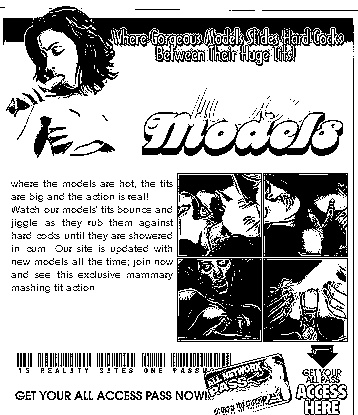 Where Gorgeous Models Slides Hard Cocks
Between Their Huge Tits!
Models
where the models are hot, the tits
are big and the action is real!
Watch our models' tits bounce and
jiggle as they rub them against
hard cocks until they are showered
in cum. Our site is updated with
new models all the time; join now
and see this exclusive mammary
mashing tit action
15 REALITY SITES ONE PASSWORD
GET YOUR ALL ACCESS PASS NOW!
ALL NETWORK
PASS
GET YOUR
ALL PASS
ACCESS
HERE